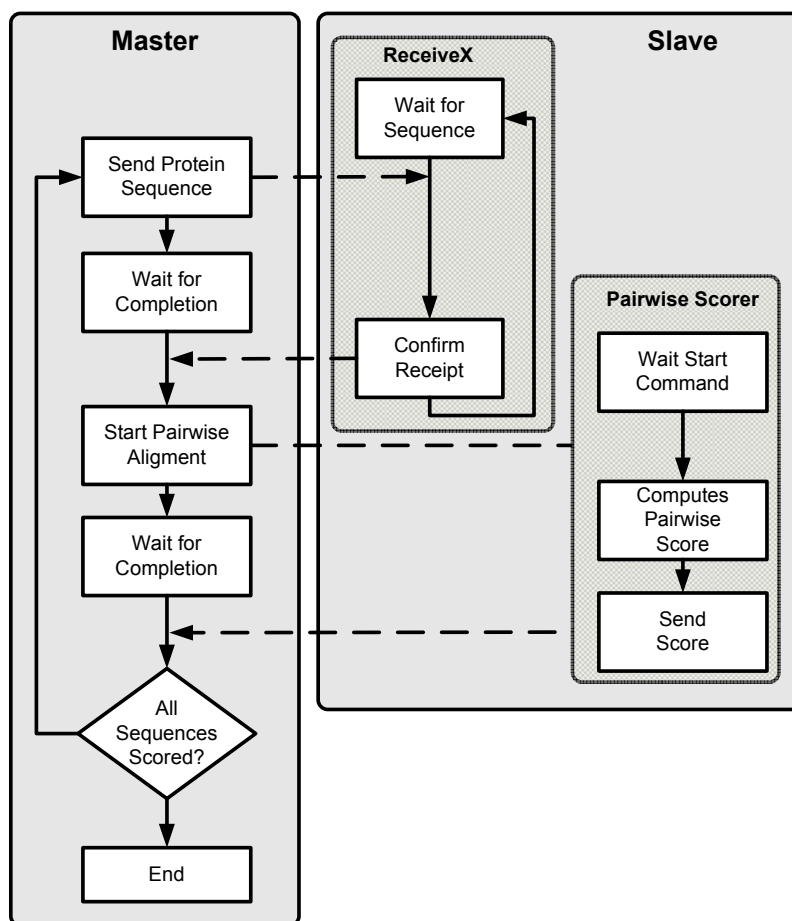 Master
Send Protein
Sequence
Wait for
Completion
Start Pairwise
Aligment
Wait for
Completion
All
Sequences
Scored?
End
Slave
ReceiveX
Wait for
Sequence
Confirm
Receipt
Pairwise Scorer
Wait Start
Command
Computes
Pairwise
Score
Send
Score